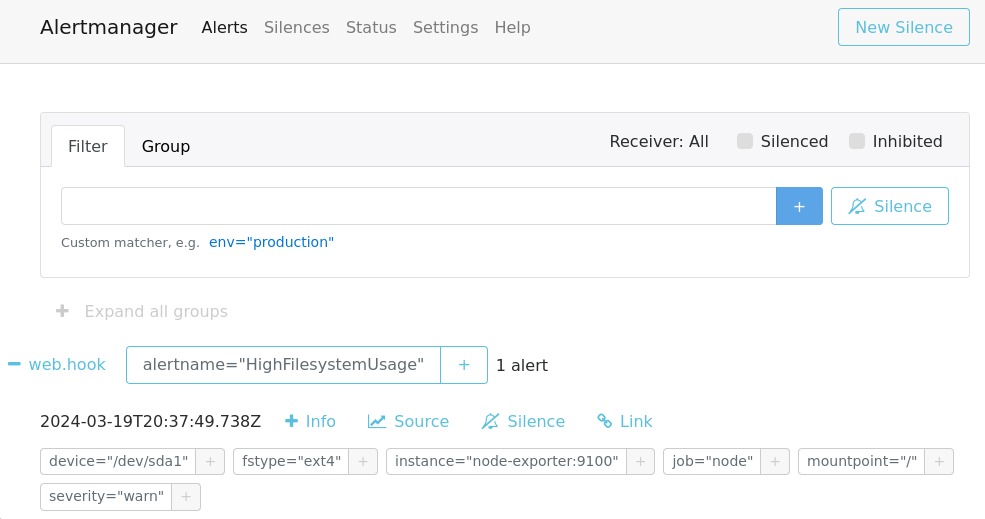 Alertmanager Alerts Silences Status Settings Help New Silence
Filter Group Receiver: All Silenced Inhibited
+ Silence
Custom matcher, e.g. env="production"
+ Expand all groups
− web.hook alertname="HighFilesystemUsage" + 1 alert
2024-03-19T20:37:49.738Z + Info Source Silence Link
device="/dev/sda1" + fstype="ext4" + instance="node-exporter:9100" + job="node" + mountpoint="/" +
severity="warn" +